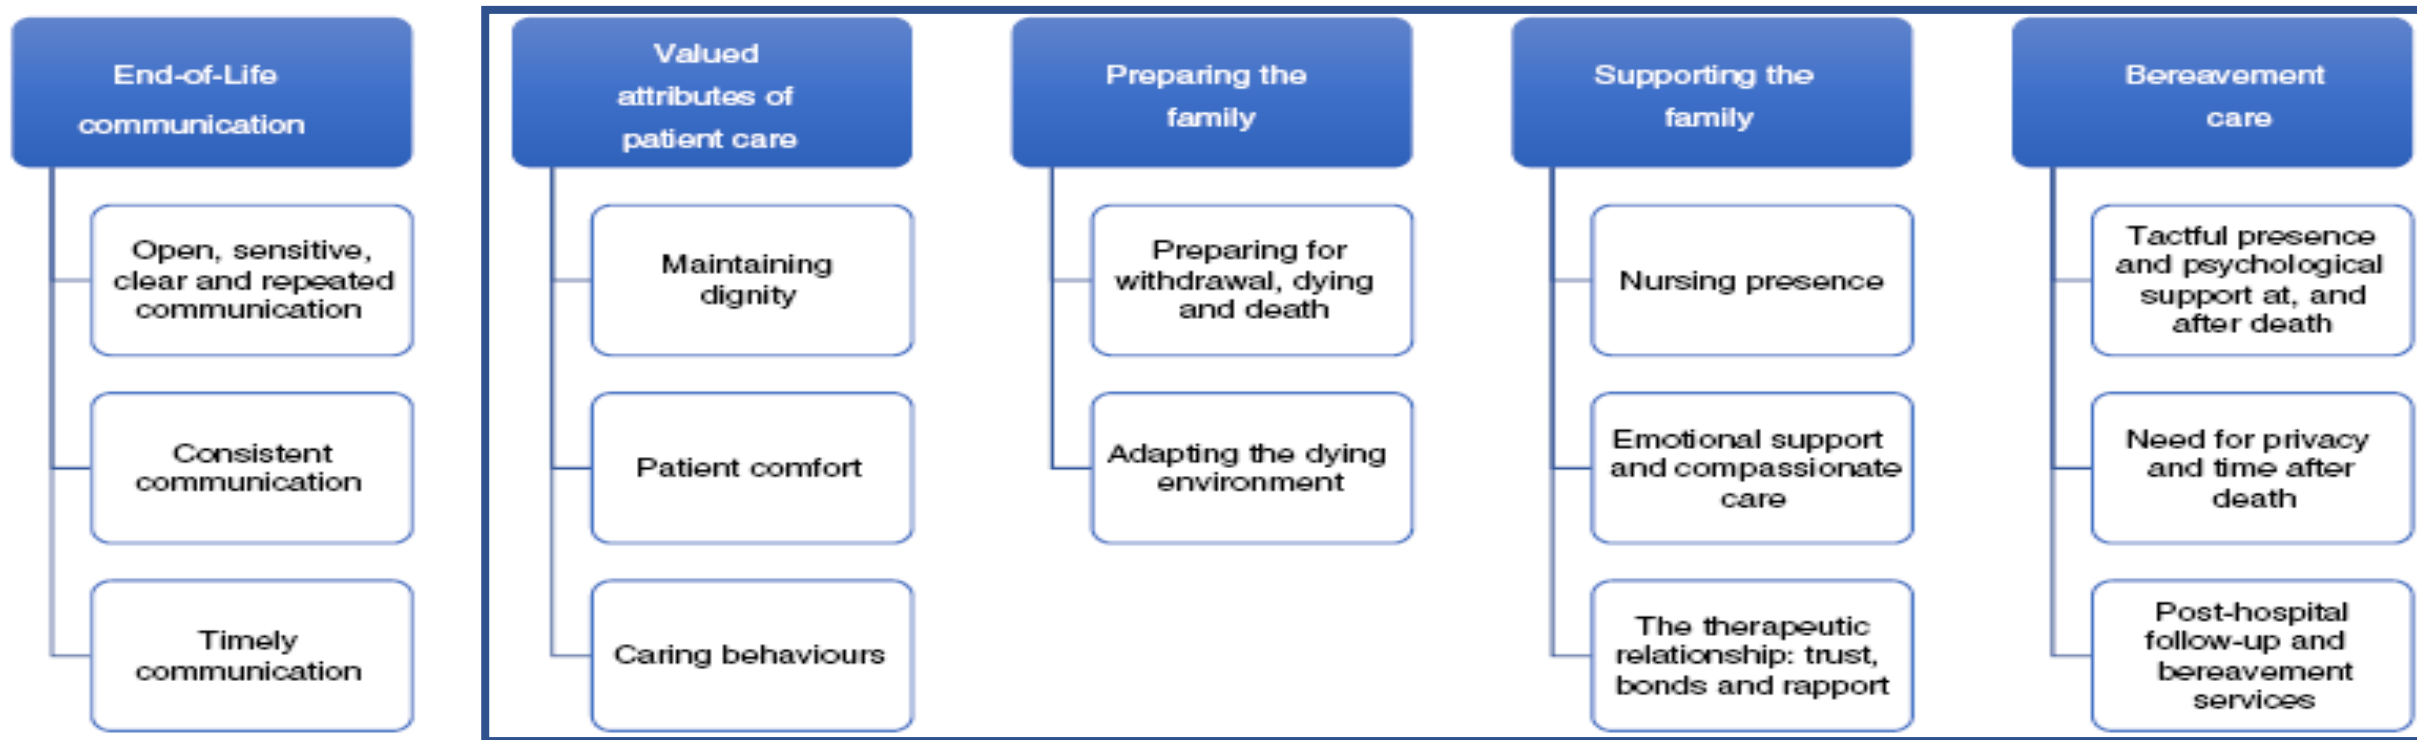 End-of-Life
communication
Open, sensitive,
clear and repeated
communication
Consistent
communication
Timely
communication
Valued
attributes of
patient care
Maintaining
dignity
Patient comfort
Caring behaviours
Preparing the
family
Preparing for
withdrawal, dying
and death
Adapting the dying
environment
Supporting the
family
Nursing presence
Emotional support
and compassionate
care
The therapeutic
relationship: trust,
bonds and rapport
Bereavement
care
Tactful presence
and psychological
support at, and
after death
Need for privacy
and time after
death
Post-hospital
follow-up and
bereavement
services